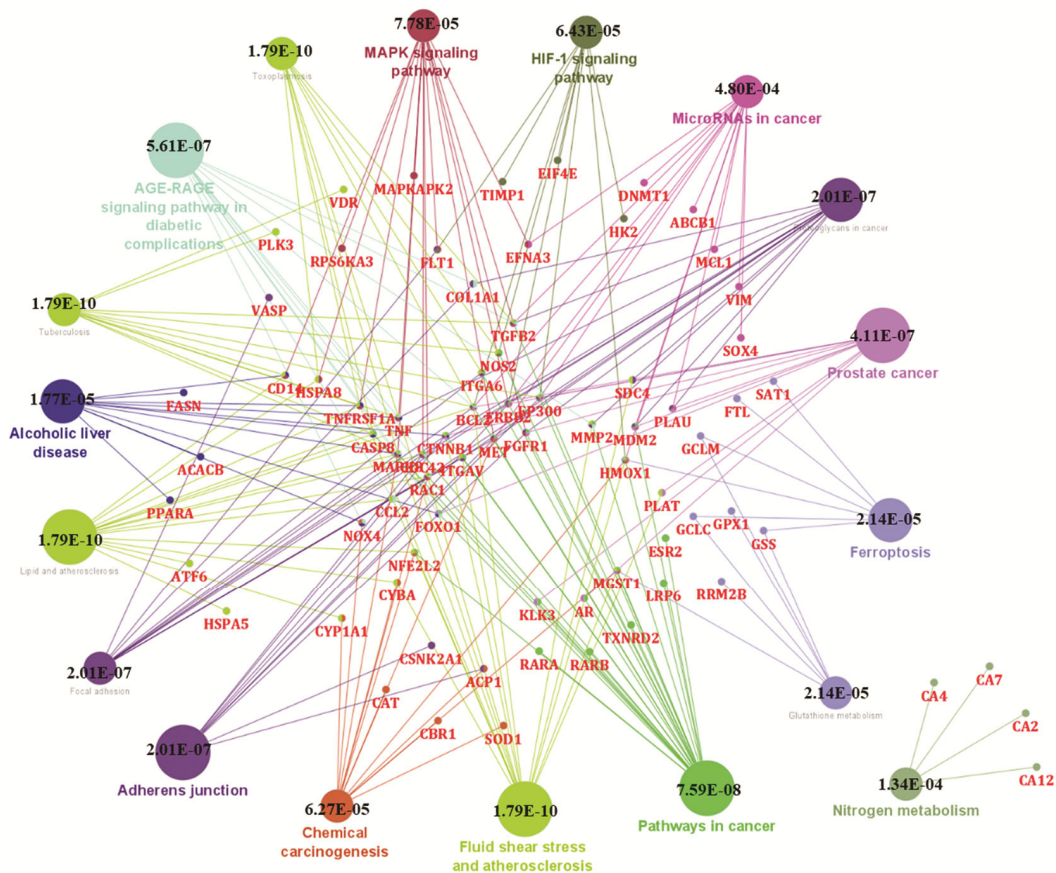 7.78E-05
MAPK signaling
pathway
6.43E-05
HIF-1 signaling
pathway
1.79E-10
Toxoplasmosis
4.80E-04
MicroRNAs in cancer
5.61E-07
AGE-RAGE
signaling pathway in
diabetic
complications
2.01E-07
Proteoglycans in cancer
MAPKAPK2
TIMP1
EIF4E
DNMT1
VDR
ABCB1
HK2
PLK3
RPS6KA3
FLT1
EFNA3
MCL1
1.79E-10
Tuberculosis
VASP
COL1A1
VIM
TGFB2
SOX4
4.11E-07
Prostate cancer
NOS2
CD14
HSPA8
ITGA6
SDC4
SAT1
FTL
1.77E-05
Alcoholic liver
disease
FASN
TNFRSF1A
TNF
BCL2
ERBB2
EP300
PLAU
CASP8
CTNNB1
MET
FGFR1
MMP2
MDM2
GCLM
ACACB
MAPK8
CDC42
ITGAV
HMOX1
RAC1
PPARA
CCL2
PLAT
1.79E-10
Lipid and atherosclerosis
NOX4
FOXO1
GCLC
GPX1
GSS
2.14E-05
Ferroptosis
ATF6
NFE2L2
ESR2
CYBA
MGST1
LRP6
RRM2B
HSPA5
CYP1A1
KLK3
AR
TXNRD2
2.01E-07
Focal adhesion
CSNK2A1
RARA
RARB
ACP1
CAT
2.14E-05
Glutathione metabolism
CA4
CA7
CA2
CA12
2.01E-07
Adherens junction
CBR1
SOD1
6.27E-05
Chemical
carcinogenesis
1.79E-10
Fluid shear stress
and atherosclerosis
7.59E-08
Pathways in cancer
1.34E-04
Nitrogen metabolism